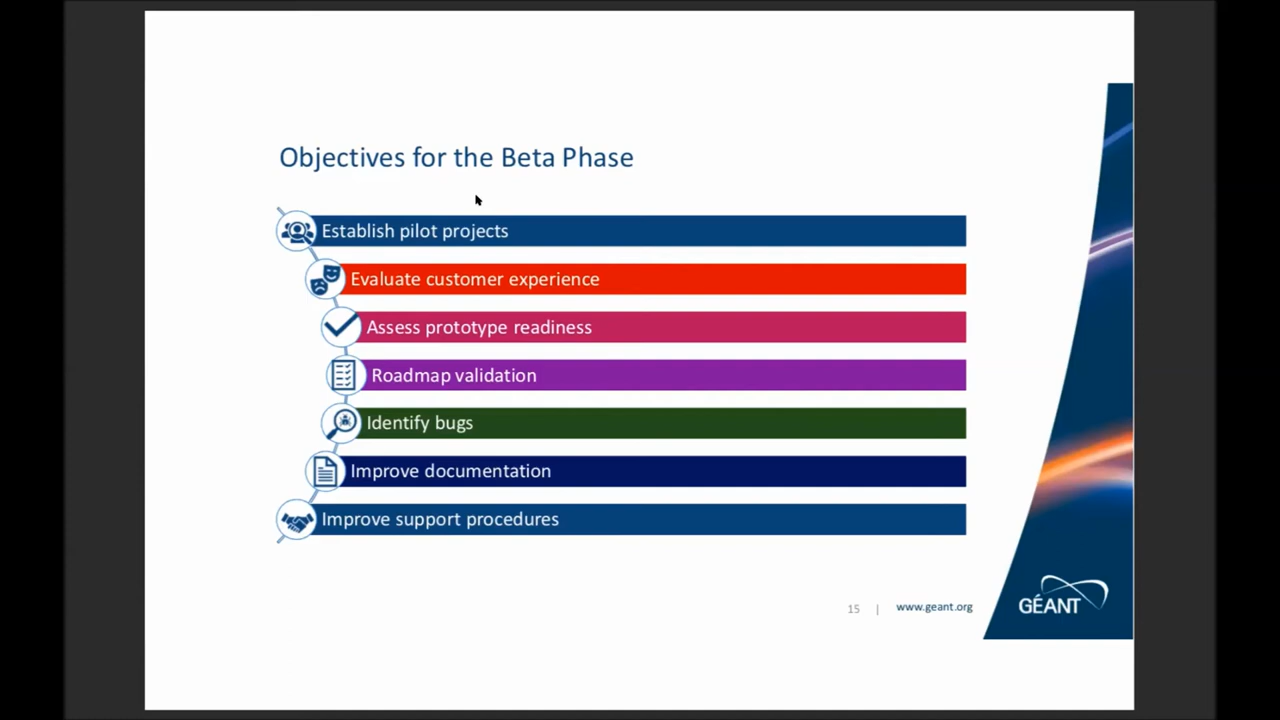 Objectives for the Beta Phase
Establish pilot projects
Evaluate customer experience
Assess prototype readiness
Roadmap validation
Identify bugs
Improve documentation
Improve support procedures
15 | www.geant.org
GÉANT